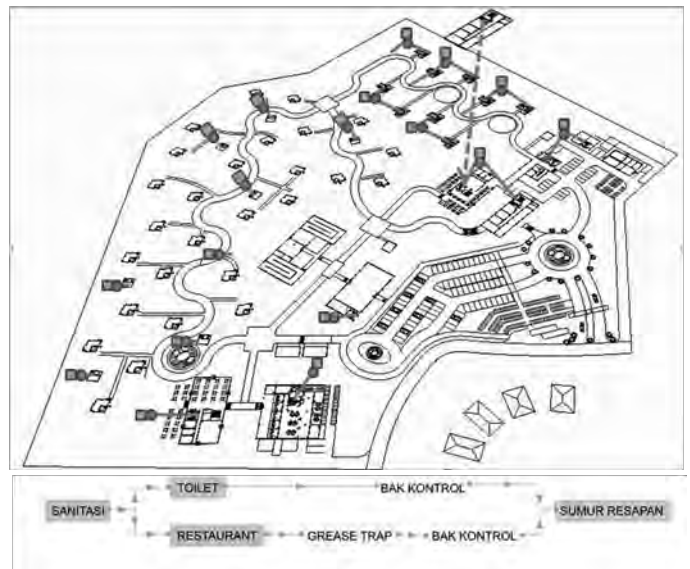 TOILET BAK KONTROL
SANITASI SUMUR RESAPAN
RESTAURANT GREASE TRAP BAK KONTROL